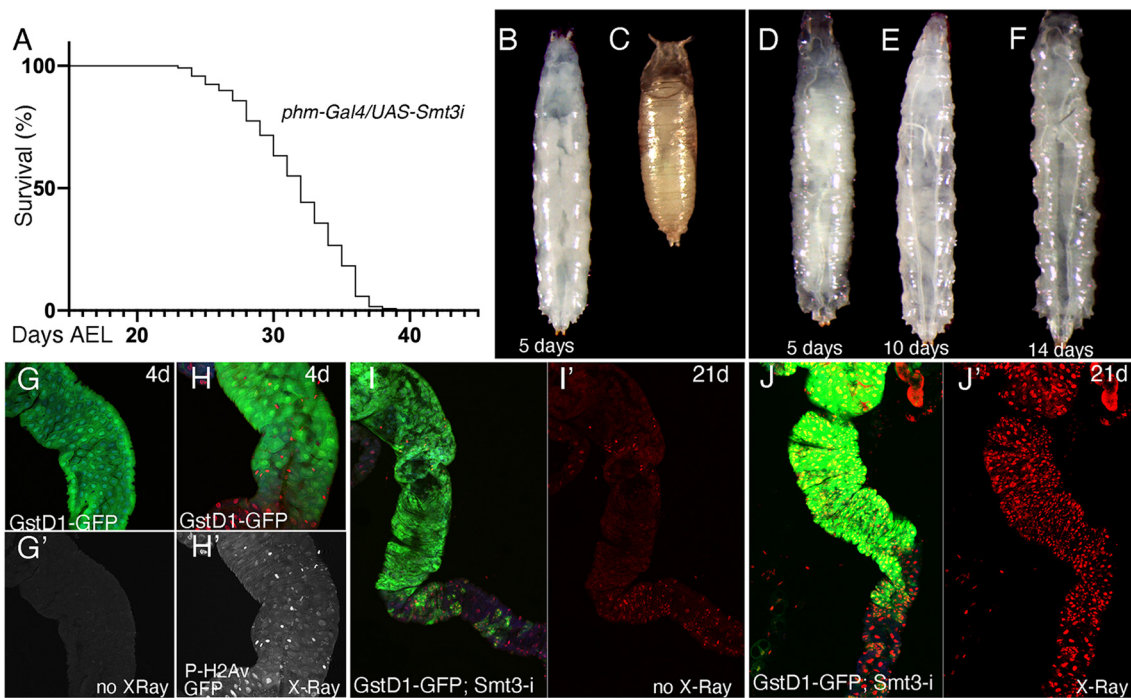 A
100
50
0
Survival (%)
phm-Gal4/UAS-Smt3i
Days AEL 20 30 40
B
5 days
C
D
5 days
E
10 days
F
14 days
G
4d
GstD1-GFP
G'
no XRay
H
4d
GstD1-GFP
H'
P-H2Av
GFP
X-Ray
I
GstD1-GFP; Smt3-i
I'
21d
no X-Ray
J
GstD1-GFP; Smt3-i
J'
21d
X-Ray